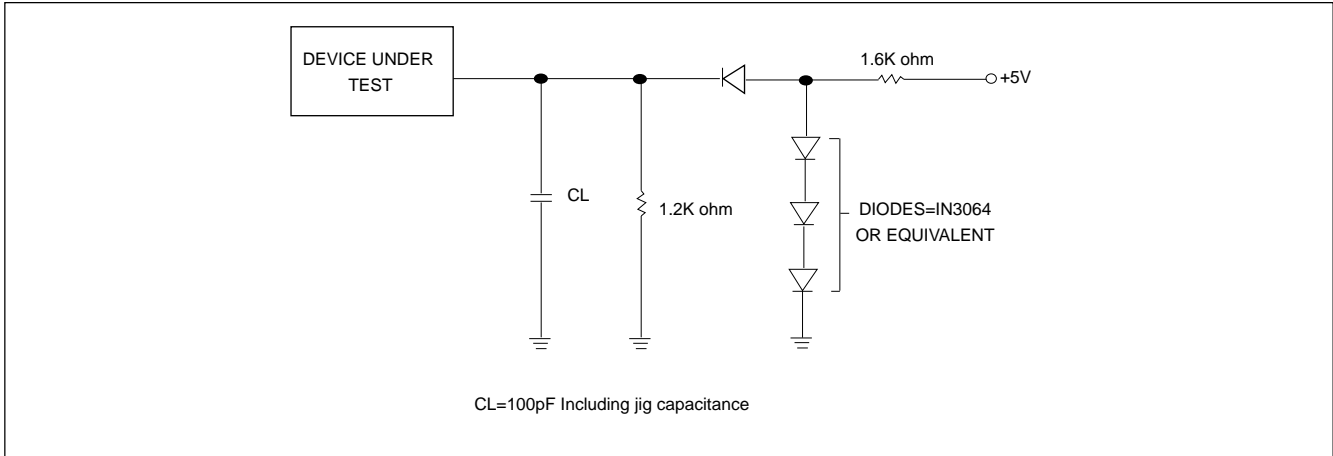 DEVICE UNDER
TEST
1.6K ohm
+5V
CL
1.2K ohm
DIODES=IN3064
OR EQUIVALENT
CL=100pF Including jig capacitance